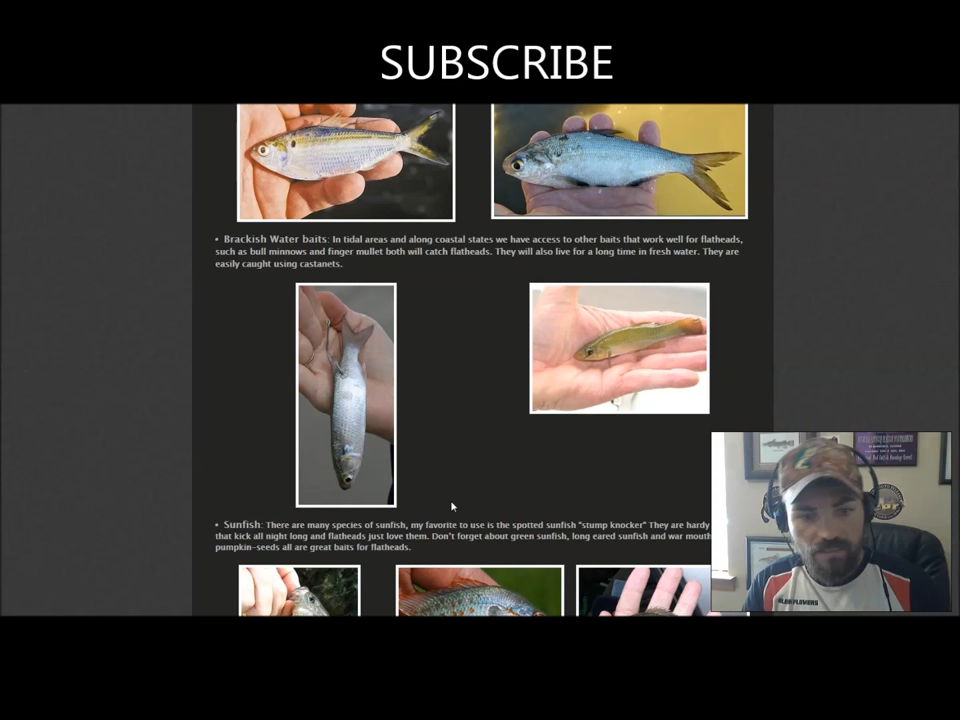 SUBSCRIBE
• Brackish Water baits: In tidal areas and along coastal states we have access to other baits that work well for flatheads,
such as bull minnows and finger mullet both will catch flatheads. They will also live for a long time in fresh water. They are
easily caught using castanets.
• Sunfish: There are many species of sunfish, my favorite to use is the spotted sunfish "stump knocker" They are hardy
that kick all night long and flatheads just love them. Don't forget about green sunfish, long eared sunfish and war mouth
pumpkin-seeds all are great baits for flatheads.